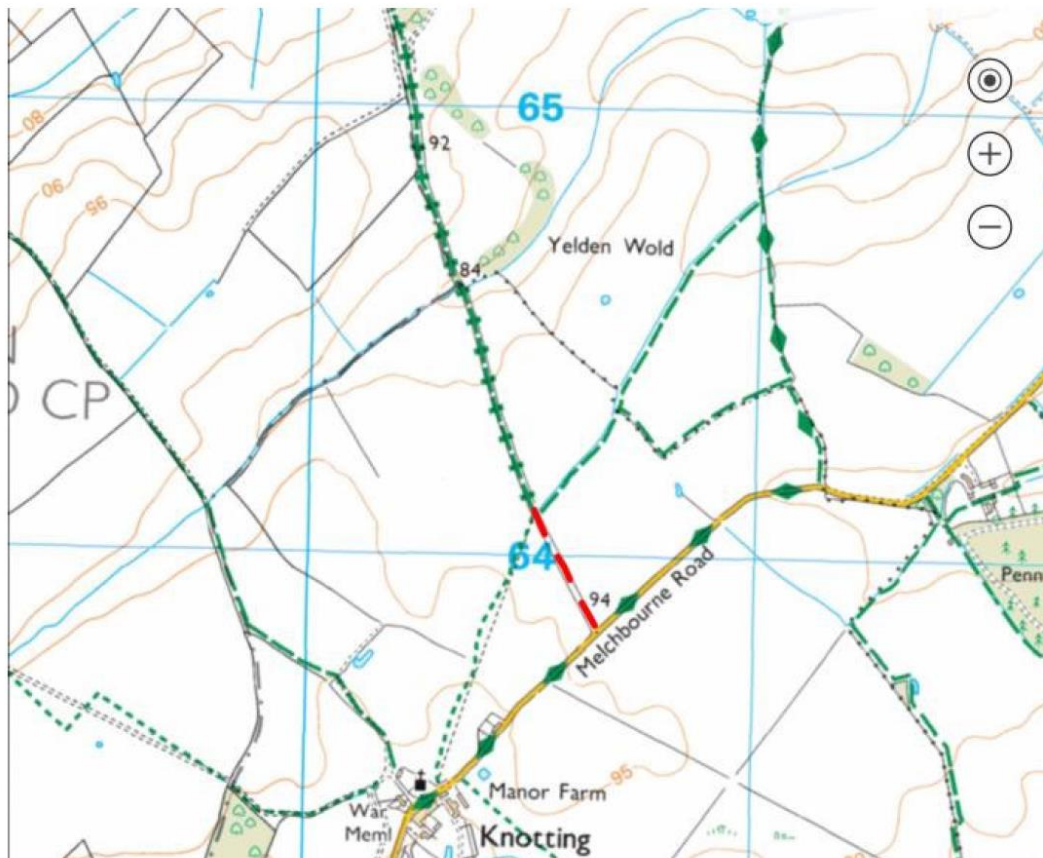 65
80
92
90
95
Yelden Wold
84
CP
64
94
Melchbourne Road
Penn
95
Manor Farm
War
Meml
Knotting